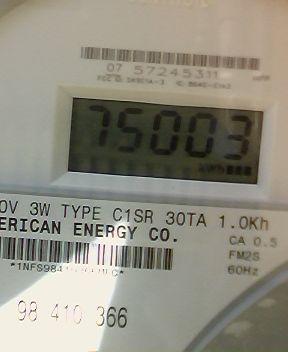 07 57245311
75003
kWh
0V 3W TYPE C1SR 30TA 1.0Kh
ERICAN ENERGY CO.
CA 0.5
FM2S
60Hz
98 410 366